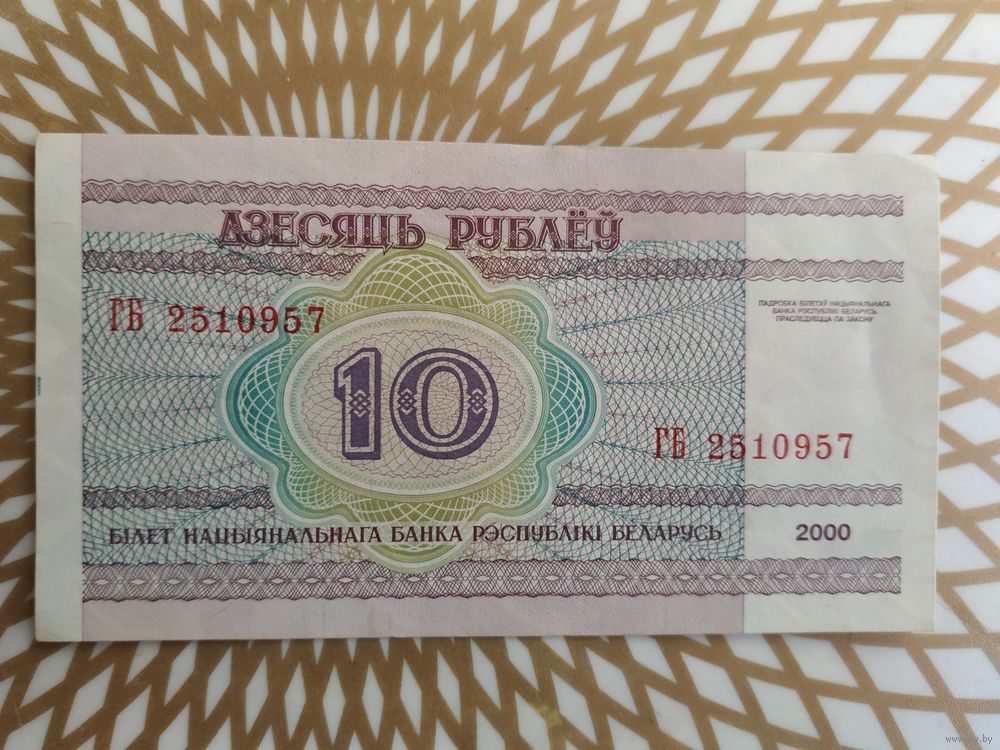 ДЗЕСЯЦЬ РУБЛЁЎ
ГБ 2510957
ПАДРОБКА БІЛЕТАЎ НАЦЫЯНАЛЬНАГА
БАНКА РЭСПУБЛІКІ БЕЛАРУСЬ
ПРАСЛЕДУЕЦЦА ПА ЗАКОНУ
10
ГБ 2510957
БІЛЕТ НАЦЫЯНАЛЬНАГА БАНКА РЭСПУБЛІКІ БЕЛАРУСЬ
2000